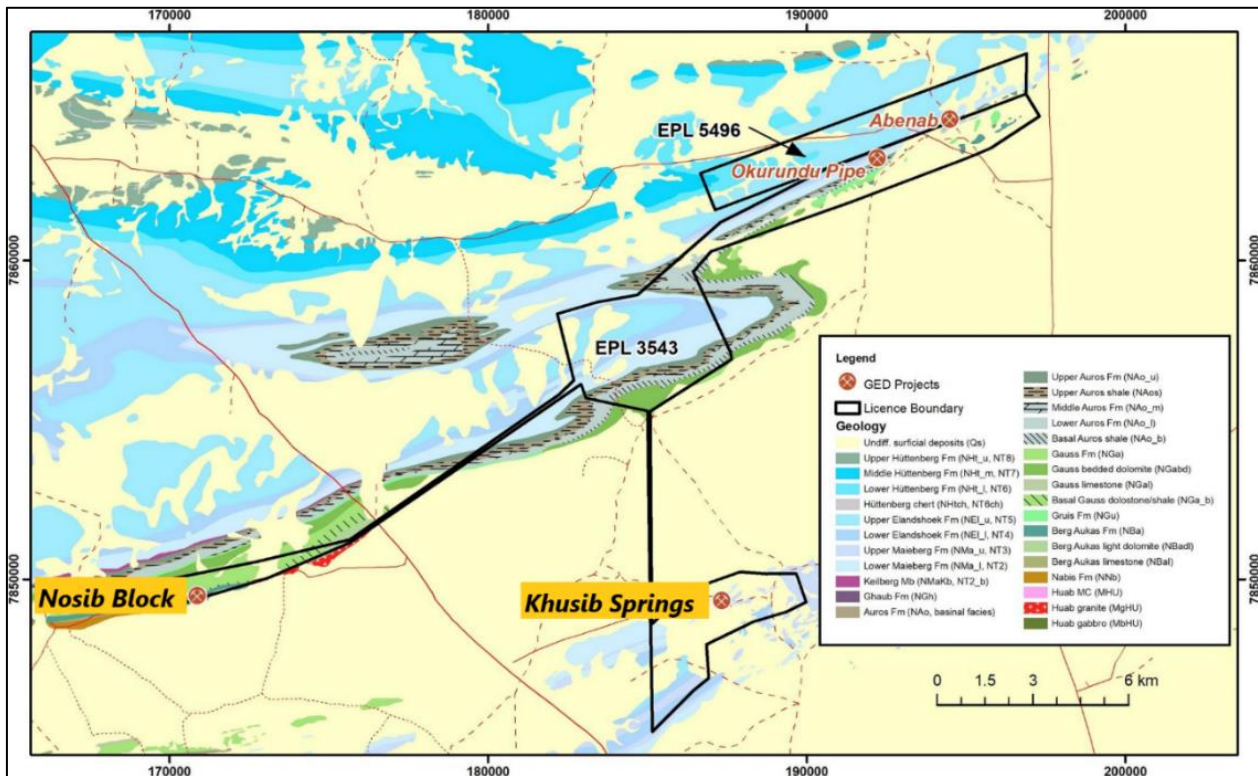 170000 180000 190000 200000
EPL 5496
Abenab
Okurundu Pipe
7860000
7860000
EPL 3543
Nosib Block
Khusib Springs
7850000
7850000
Legend
GED Projects
Licence Boundary
Geology
Undiff. surficial deposits (Qs)
Upper Hüttenberg Fm (NHt_u, NT8)
Middle Hüttenberg Fm (NHt_m, NT7)
Lower Hüttenberg Fm (NHt_l, NT6)
Hüttenberg chert (NHtch, NT6ch)
Upper Elandshoek Fm (NEl_u, NT5)
Lower Elandshoek Fm (NEl_l, NT4)
Upper Maieberg Fm (NMa_u, NT3)
Lower Maieberg Fm (NMa_l, NT2)
Keilberg Mb (NMaKb, NT2_b)
Ghaub Fm (NGh)
Auros Fm (NAo, basinal facies)
Upper Auros Fm (NAo_u)
Upper Auros shale (NAos)
Middle Auros Fm (NAo_m)
Lower Auros Fm (NAo_l)
Basal Auros shale (NAo_b)
Gauss Fm (NGa)
Gauss bedded dolomite (NGabd)
Gauss limestone (NGal)
Basal Gauss dolostone/shale (NGa_b)
Gruis Fm (NGu)
Berg Aukas Fm (NBa)
Berg Aukas light dolomite (NBadl)
Berg Aukas limestone (NBal)
Nabis Fm (NNb)
Huab MC (MHU)
Huab granite (MgHU)
Huab gabbro (MbHU)
0 1.5 3 6 km
170000 180000 190000 200000